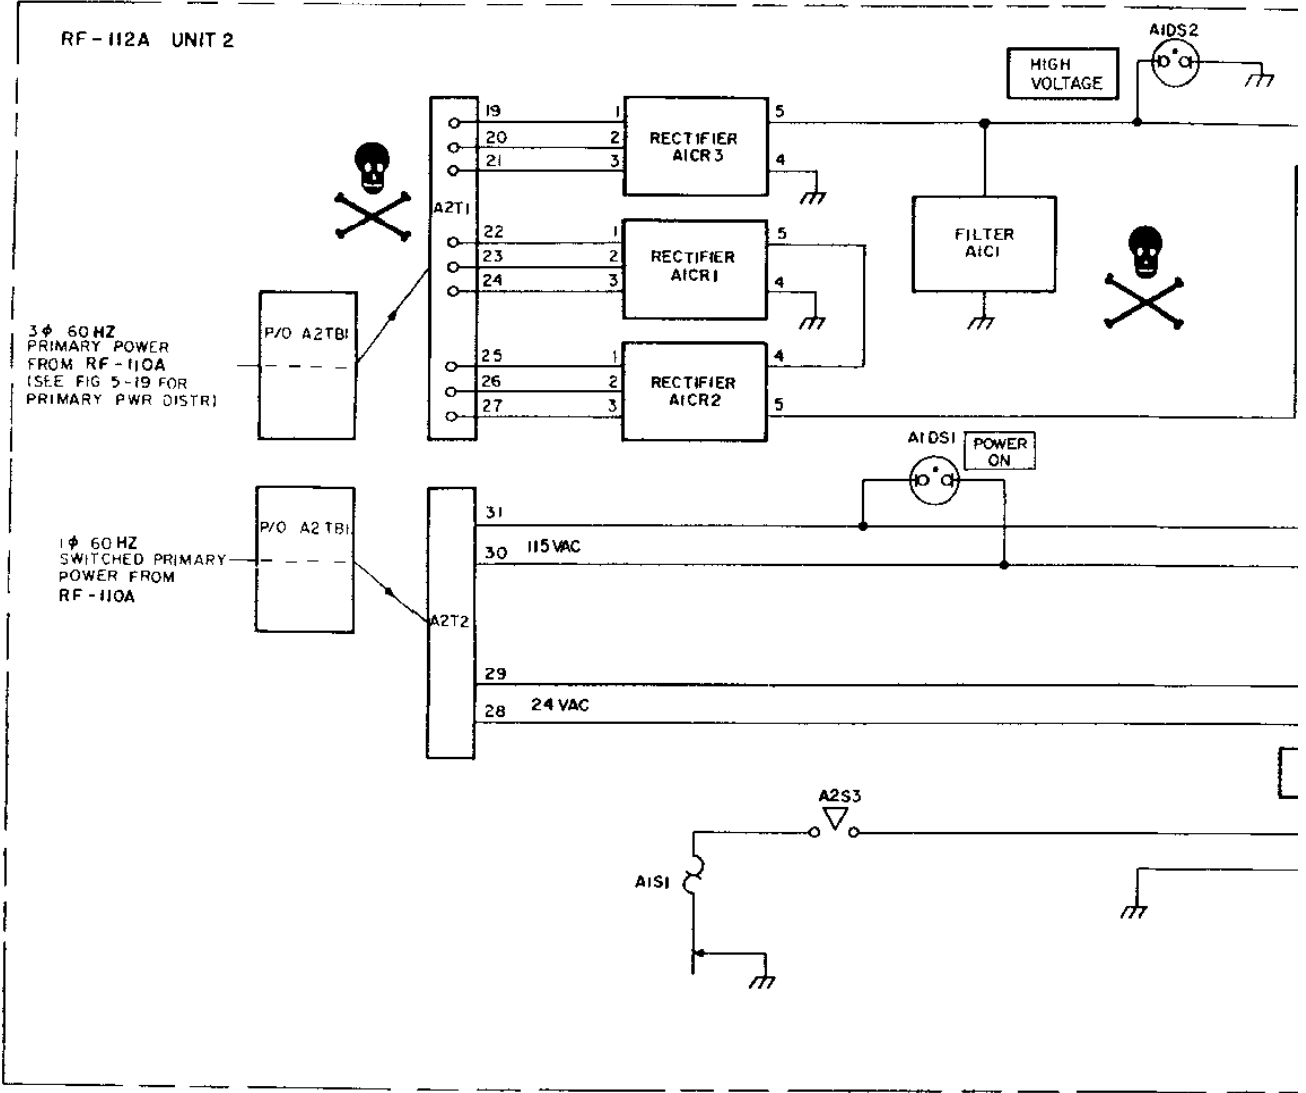 RF-112A UNIT 2
A1DS2
HIGH
VOLTAGE
19
20
21
1
2
3
RECTIFIER
A1CR3
5
4
A2T1
22
23
24
1
2
3
RECTIFIER
A1CR1
5
4
FILTER
A1C1
3φ 60 HZ
PRIMARY POWER
FROM RF-110A
(SEE FIG 5-19 FOR
PRIMARY PWR DISTR)
P/O A2TB1
25
26
27
1
2
3
RECTIFIER
A1CR2
4
5
A1DS1
POWER
ON
1φ 60 HZ
SWITCHED PRIMARY
POWER FROM
RF-110A
P/O A2TB1
A2T2
31
30
115 VAC
29
28
24 VAC
A2S3
A1S1